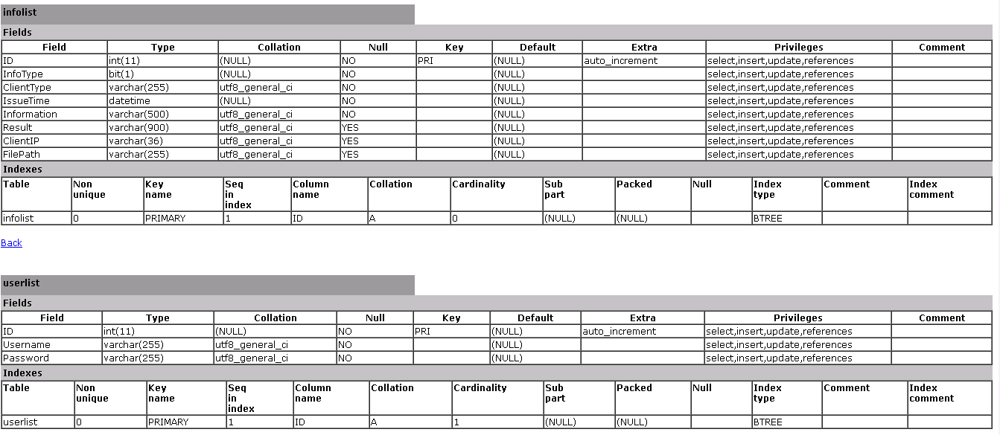 infolist
Fields
Field Type Collation Null Key Default Extra Privileges Comment
ID int(11) (NULL) NO PRI (NULL) auto_increment select,insert,update,references
InfoType bit(1) (NULL) NO (NULL) select,insert,update,references
ClientType varchar(255) utf8_general_ci NO (NULL) select,insert,update,references
IssueTime datetime (NULL) NO (NULL) select,insert,update,references
Information varchar(500) utf8_general_ci NO (NULL) select,insert,update,references
Result varchar(900) utf8_general_ci YES (NULL) select,insert,update,references
ClientIP varchar(36) utf8_general_ci YES (NULL) select,insert,update,references
FilePath varchar(255) utf8_general_ci YES (NULL) select,insert,update,references
Indexes
Table Non Key Seq Column Collation Cardinality Sub Packed Null Index Comment Index
unique name in name part type comment
index
infolist 0 PRIMARY 1 ID A 0 (NULL) (NULL) BTREE
Back
userlist
Fields
Field Type Collation Null Key Default Extra Privileges Comment
ID int(11) (NULL) NO PRI (NULL) auto_increment select,insert,update,references
Username varchar(255) utf8_general_ci NO (NULL) select,insert,update,references
Password varchar(255) utf8_general_ci NO (NULL) select,insert,update,references
Indexes
Table Non Key Seq Column Collation Cardinality Sub Packed Null Index Comment Index
unique name in name part type comment
index
userlist 0 PRIMARY 1 ID A 1 (NULL) (NULL) BTREE